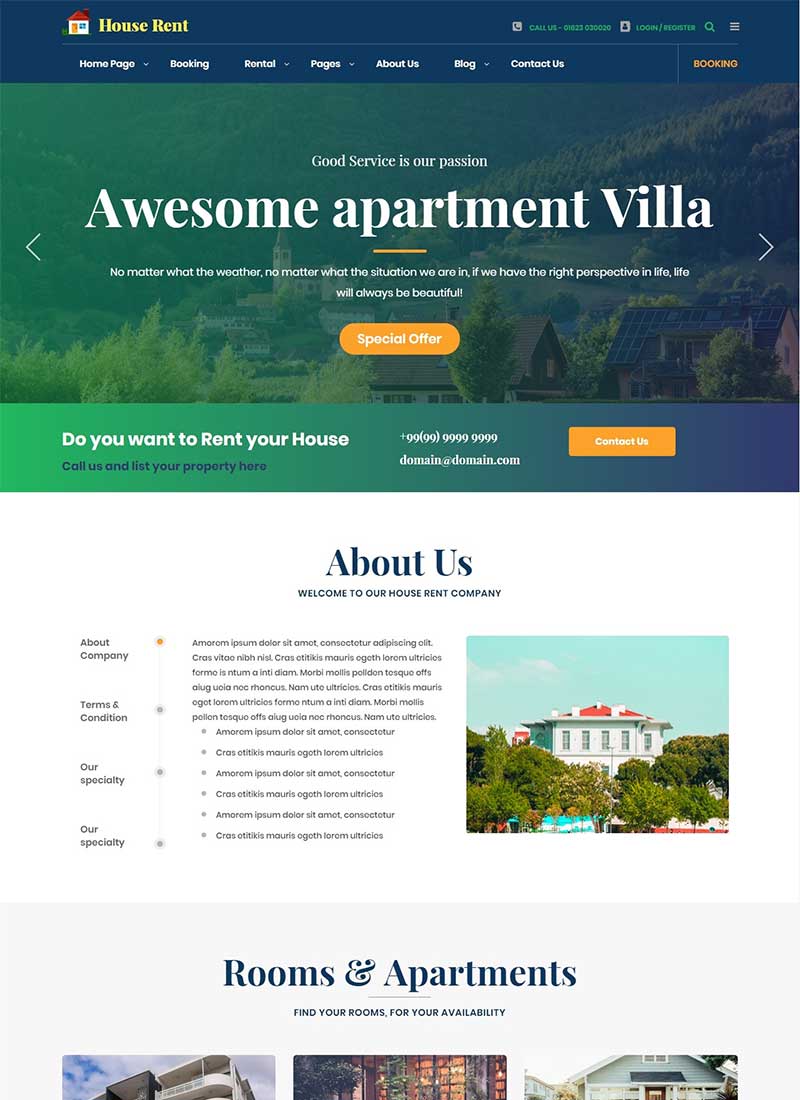 House Rent
CALL US - 01623 030020
LOGIN / REGISTER
Home Page
Booking
Rental
Pages
About Us
Blog
Contact Us
BOOKING
Good Service is our passion
Awesome apartment Villa
No matter what the weather, no matter what the situation we are in, if we have the right perspective in life, life
will always be beautiful!
Special Offer
Do you want to Rent your House
Call us and list your property here
+99(99) 9999 9999
domain@domain.com
Contact Us
About Us
WELCOME TO OUR HOUSE RENT COMPANY
About
Company
Terms &
Condition
Our
specialty
Our
specialty
Amorem ipsum dolor sit amet, consectetur adipiscing elit.
Cras vitae nibh nisl. Cras etitikis mauris egeth lorem ultricies
formo is ntum a inti diam. Morbi mollis polldon tesquo offs
aiug ueia nec rhoncus. Nam ute ultricies. Cras etitikis mauris
eget lorem ultricies fermo ntum a inti diam. Morbi mollis
pollon tesquo offs aiug uoia noc rhoncus. Nam ute ultricies.
Amorem ipsum dolor sit amet, consectetur
Cras etitikis mauris egeth lorem ultricies
Amorem ipsum dolor sit amet, consectetur
Cras etitikis mauris egeth lorem ultricies
Amorem ipsum dolor sit amet, consectetur
Cras etitikis mauris egeth lorem ultricies
Rooms & Apartments
FIND YOUR ROOMS, FOR YOUR AVAILABILITY